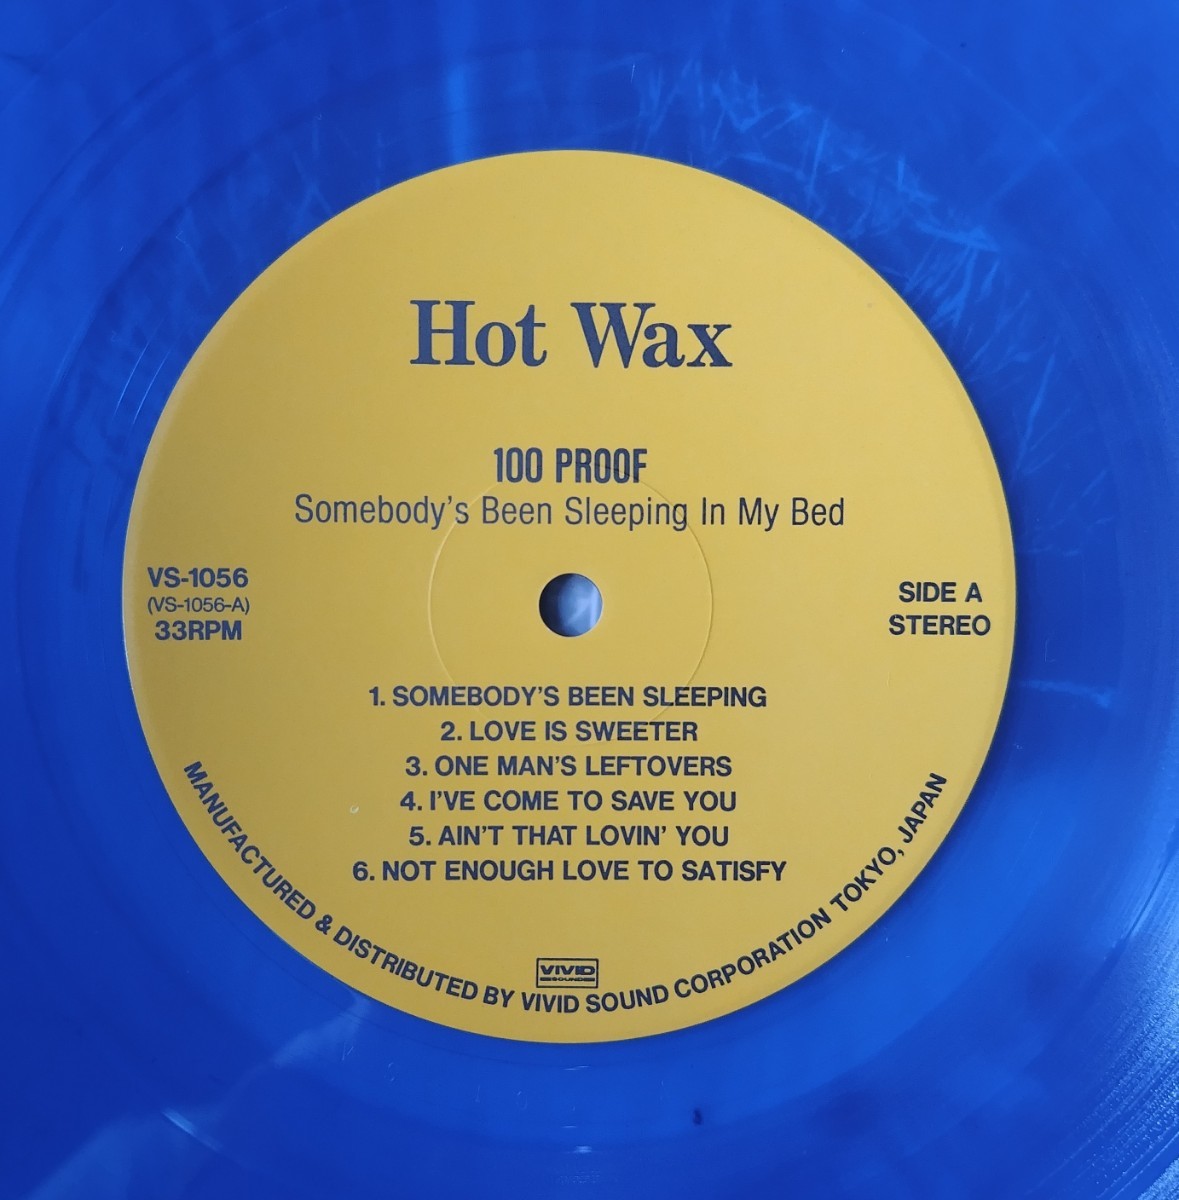 Hot Wax
100 PROOF
Somebody's Been Sleeping In My Bed
VS-1056
(VS-1056-A)
33RPM
SIDE A
STEREO
1. SOMEBODY'S BEEN SLEEPING
2. LOVE IS SWEETER
3. ONE MAN'S LEFTOVERS
4. I'VE COME TO SAVE YOU
5. AIN'T THAT LOVIN' YOU
6. NOT ENOUGH LOVE TO SATISFY
VIVID
SOUND
MANUFACTURED & DISTRIBUTED BY VIVID SOUND CORPORATION TOKYO, JAPAN